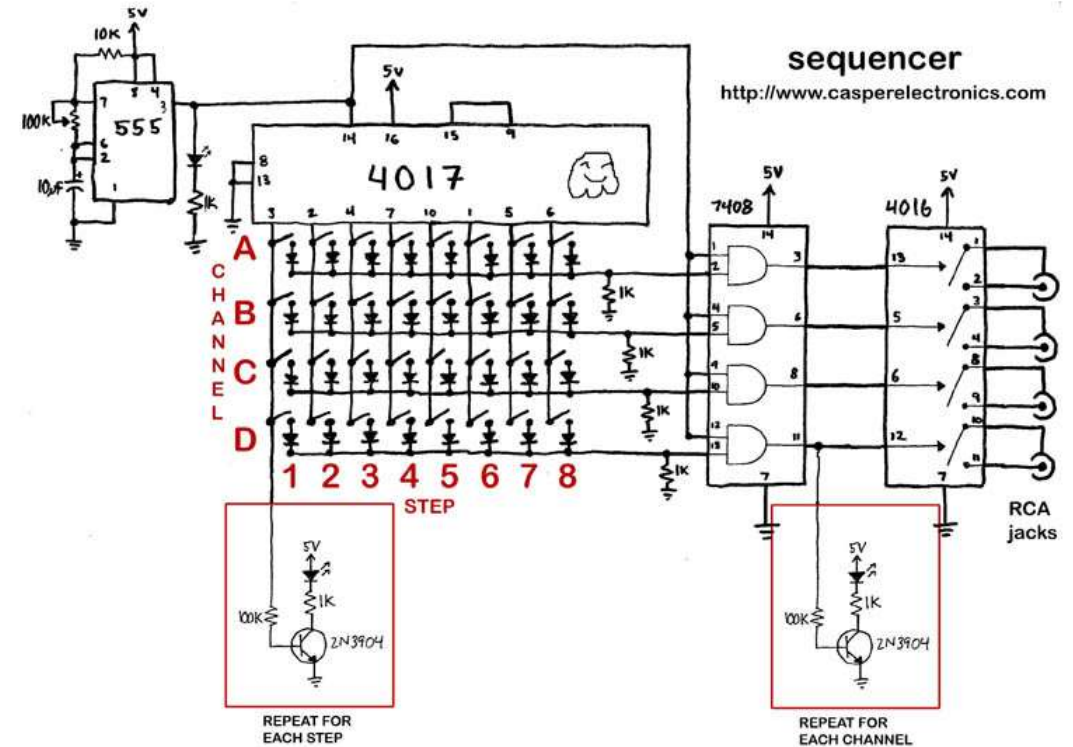 sequencer
http://www.casperelectronics.com
5V
10K
8 4
7
3
100K
555
6
2
10µF
1
1K
5V
14 16 15 9
8
13
4017
3 2 4 7 10 1 5 6
CHANNEL
A
B
C
D
1K
1K
1K
1K
1 2 3 4 5 6 7 8
STEP
7408
5V
14
1
2
3
4
5
6
9
10
8
12
13
11
7
4016
5V
14
13
1
2
5
3
4
6
8
9
12
10
11
7
RCA
jacks
5V
1K
100K
2N3904
REPEAT FOR
EACH STEP
5V
1K
100K
2N3904
REPEAT FOR
EACH CHANNEL